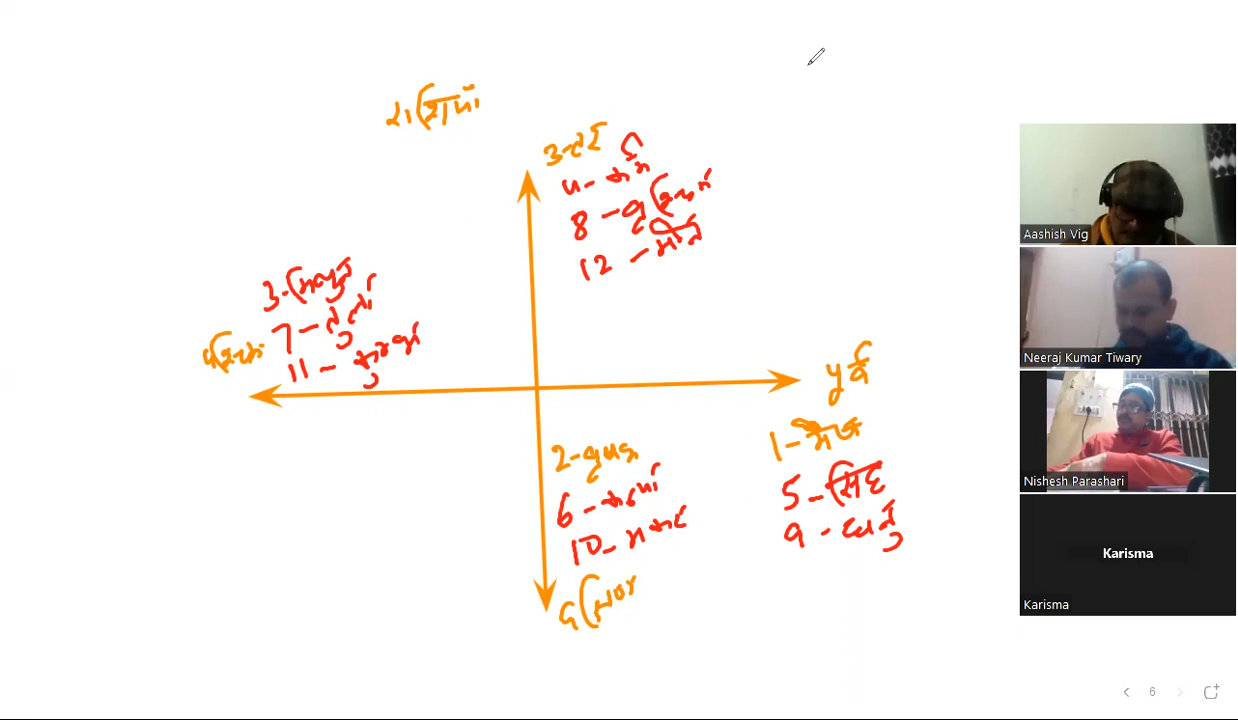 राशियां
उत्तर
4- कर्क
8 - वृश्चिक
12 - मीन
3-मिथुन
7 - तुला
11 - कुम्भ
पश्चिम
पूर्व
1- मेष
5 - सिंह
9 - धनु
2-वृषभ
6 - कन्या
10- मकर
दक्षिण
Aashish Vig
Neeraj Kumar Tiwary
Nishesh Parashari
Karisma
Karisma
6